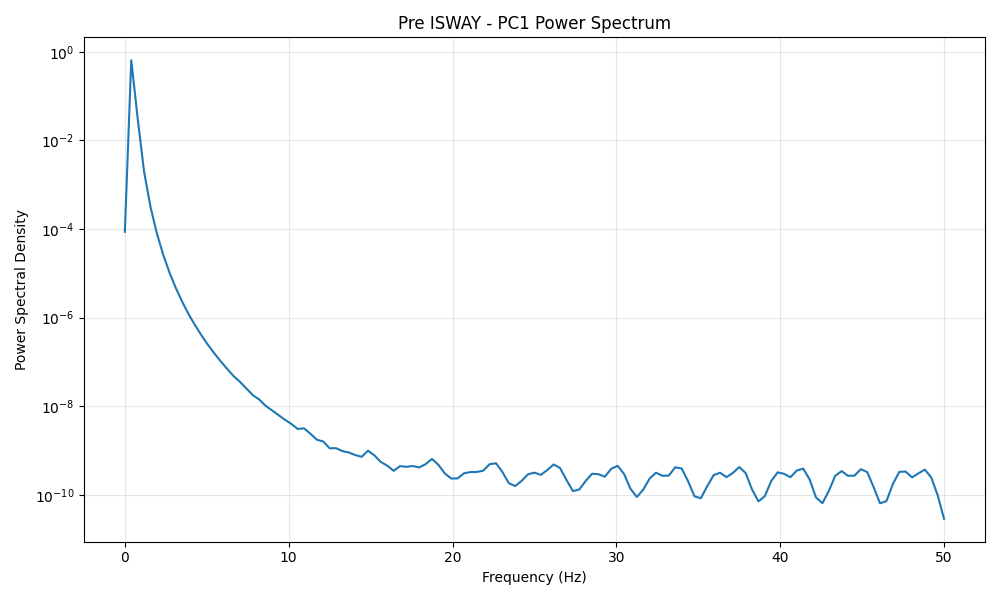 Pre ISWAY - PC1 Power Spectrum
Power Spectral Density
10⁰
10⁻²
10⁻⁴
10⁻⁶
10⁻⁸
10⁻¹⁰
0 10 20 30 40 50
Frequency (Hz)